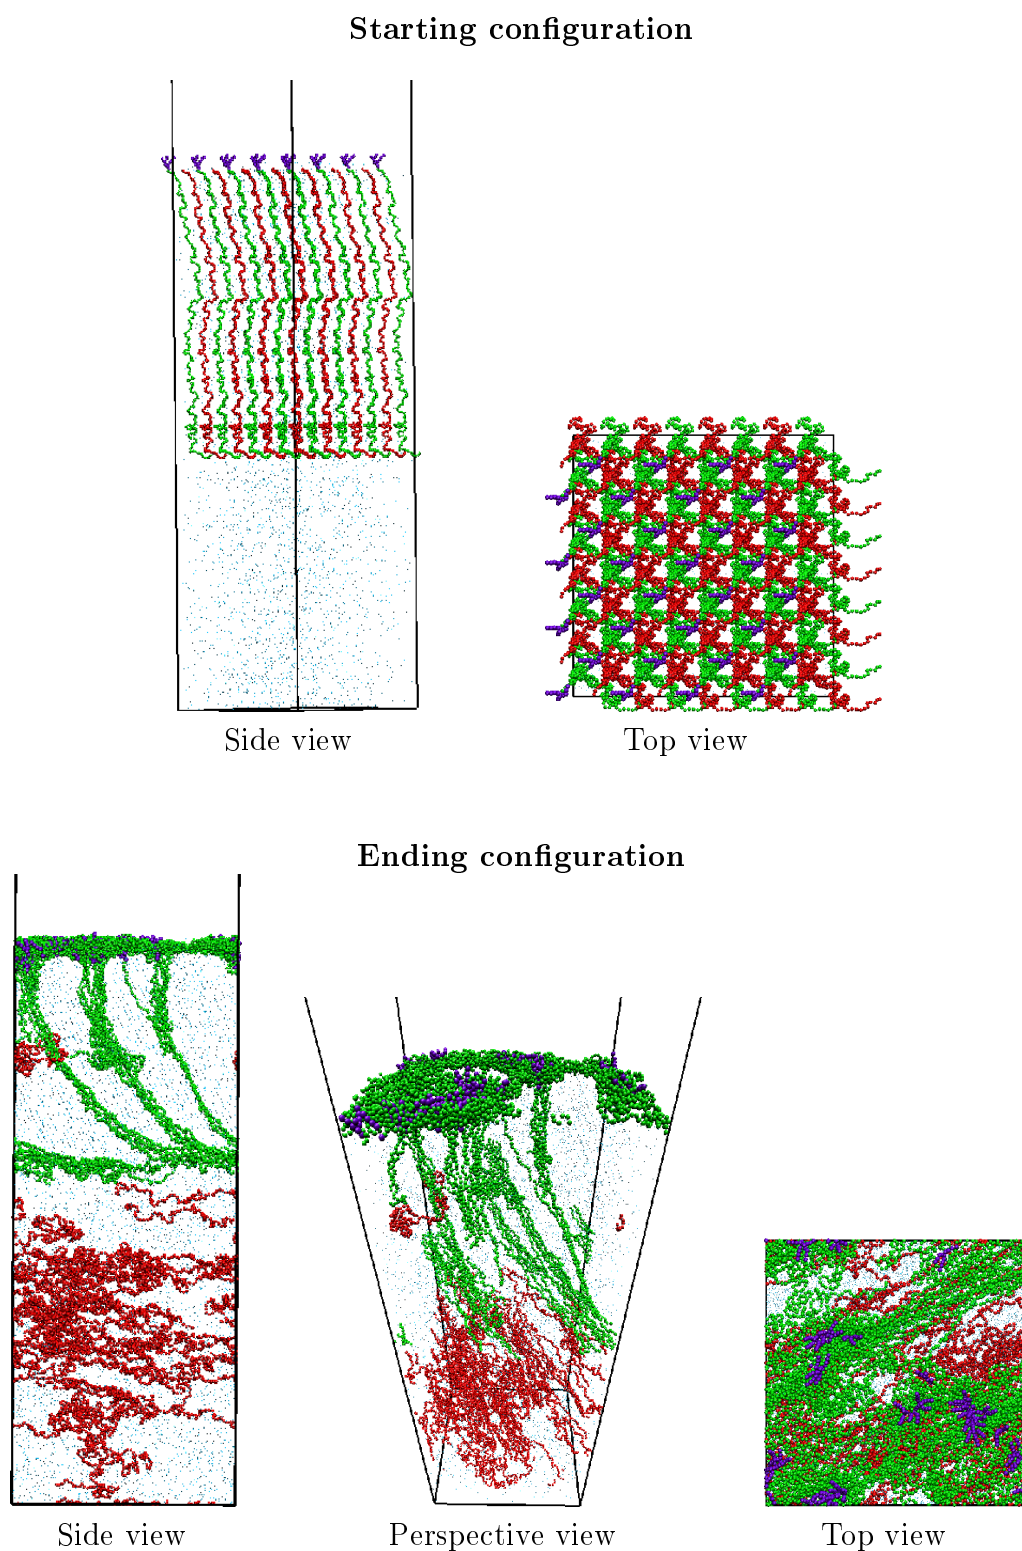 Starting configuration
Side view
Top view
Ending configuration
Side view
Perspective view
Top view